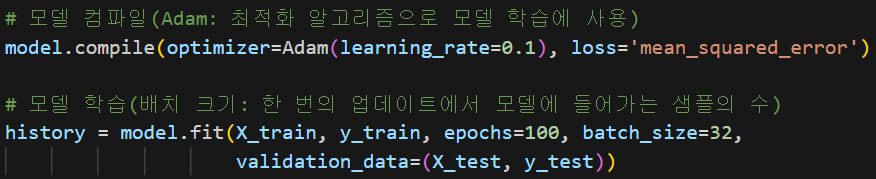 # 모델 컴파일(Adam: 최적화 알고리즘으로 모델 학습에 사용)
model.compile(optimizer=Adam(learning_rate=0.1), loss='mean_squared_error')
# 모델 학습(배치 크기: 한 번의 업데이트에서 모델에 들어가는 샘플의 수)
history = model.fit(X_train, y_train, epochs=100, batch_size=32,
validation_data=(X_test, y_test))